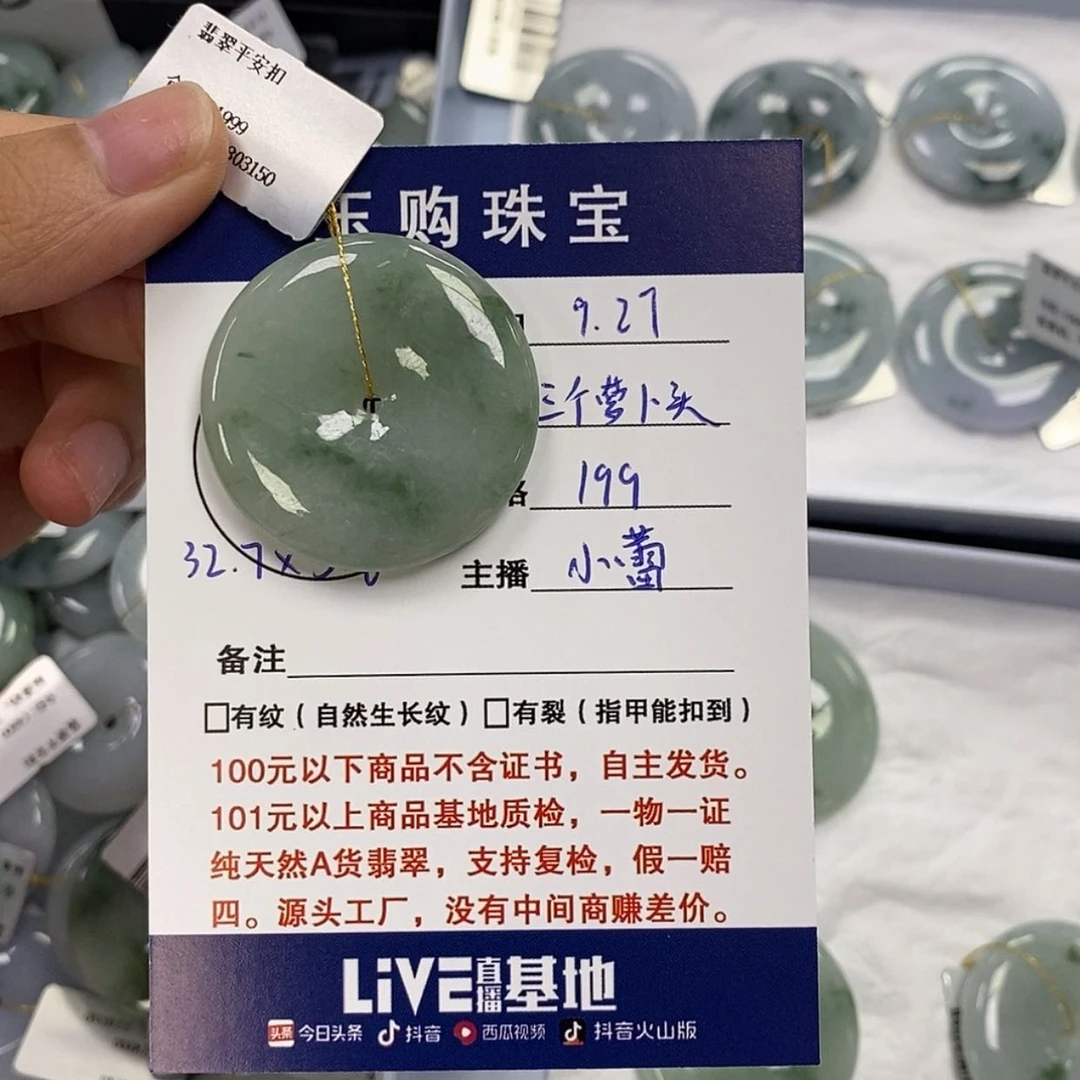 翡翠平安扣
1999
803150
玉购珠宝
9.27
三个萝卜头
格 199
32.7×
主播 小蕾
备注
□有纹（自然生长纹）□有裂（指甲能扣到）
100元以下商品不含证书，自主发货。
101元以上商品基地质检，一物一证
纯天然A货翡翠，支持复检，假一赔
四。源头工厂，没有中间商赚差价。
LiVE直播基地
头条 今日头条 抖音 西瓜视频 抖音火山版